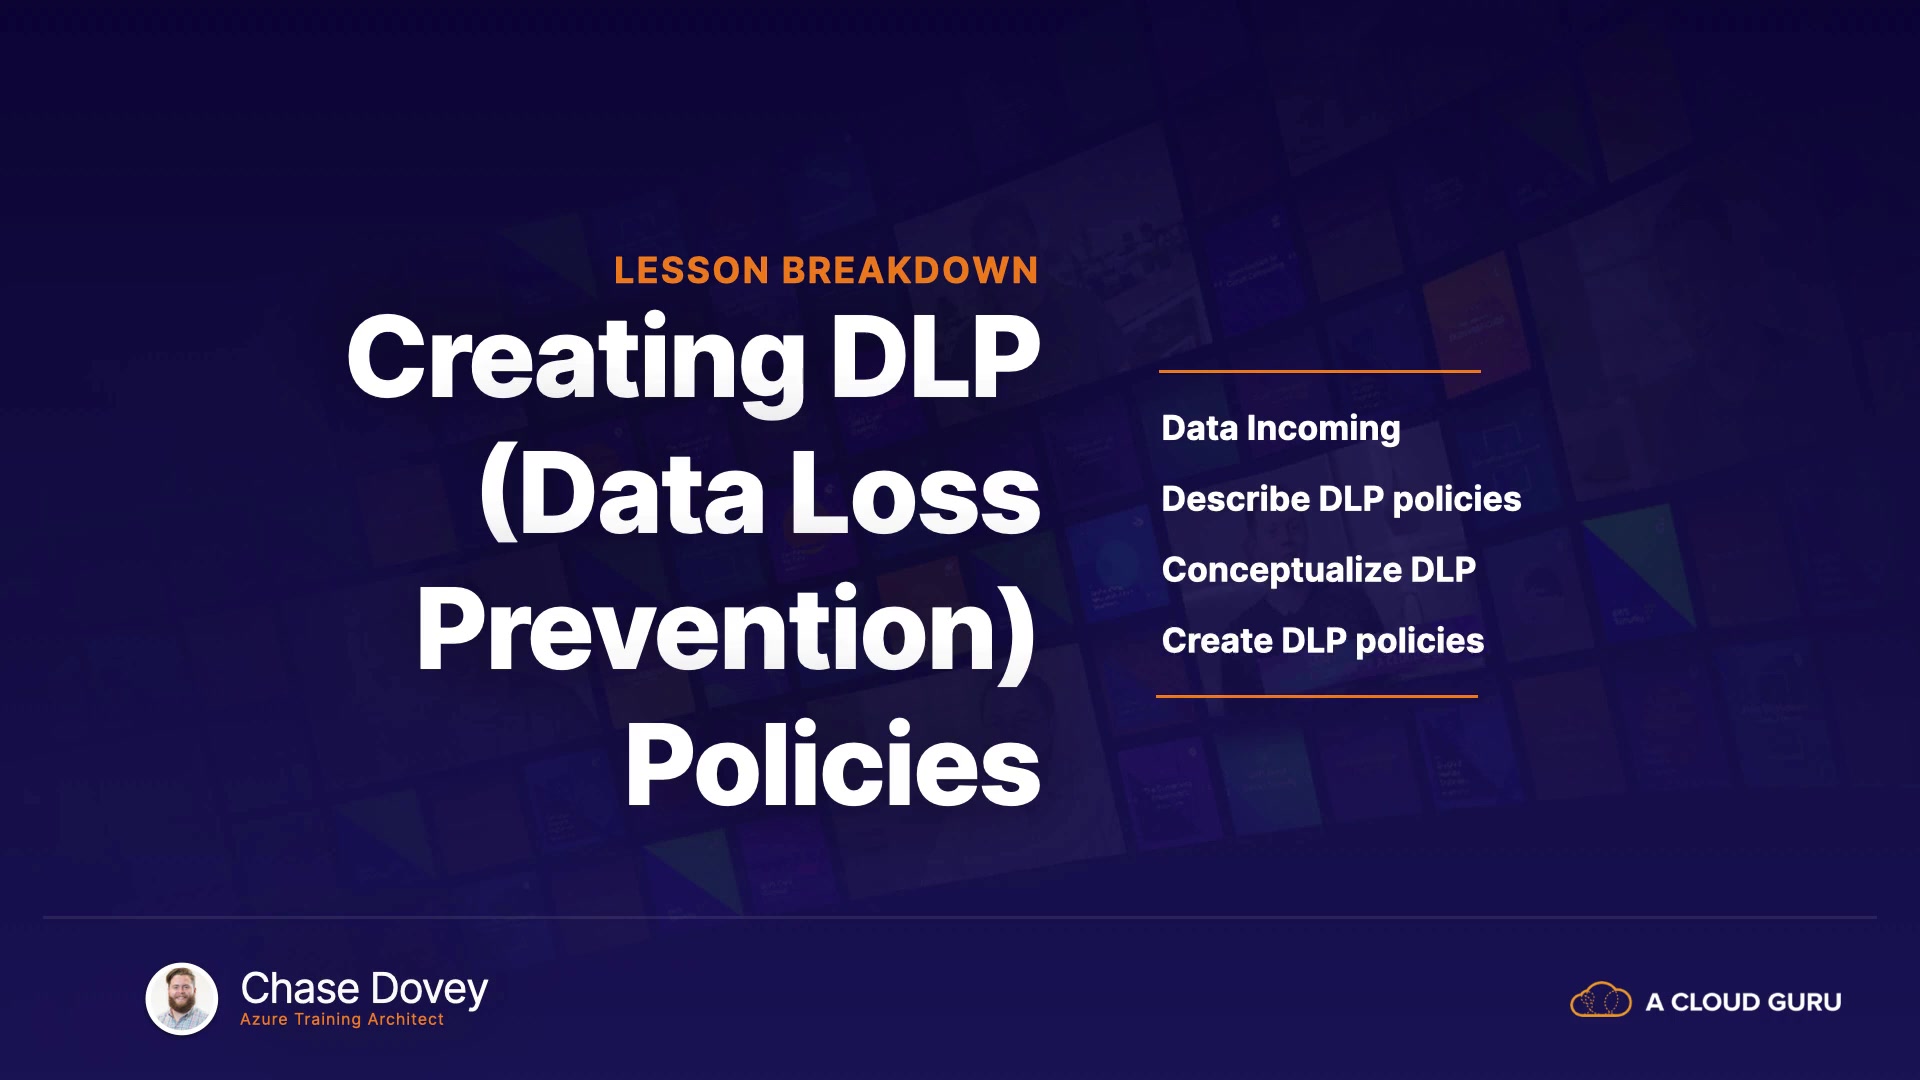 LESSON BREAKDOWN
Creating DLP
(Data Loss
Prevention)
Policies
Data Incoming
Describe DLP policies
Conceptualize DLP
Create DLP policies
Chase Dovey
Azure Training Architect
A CLOUD GURU